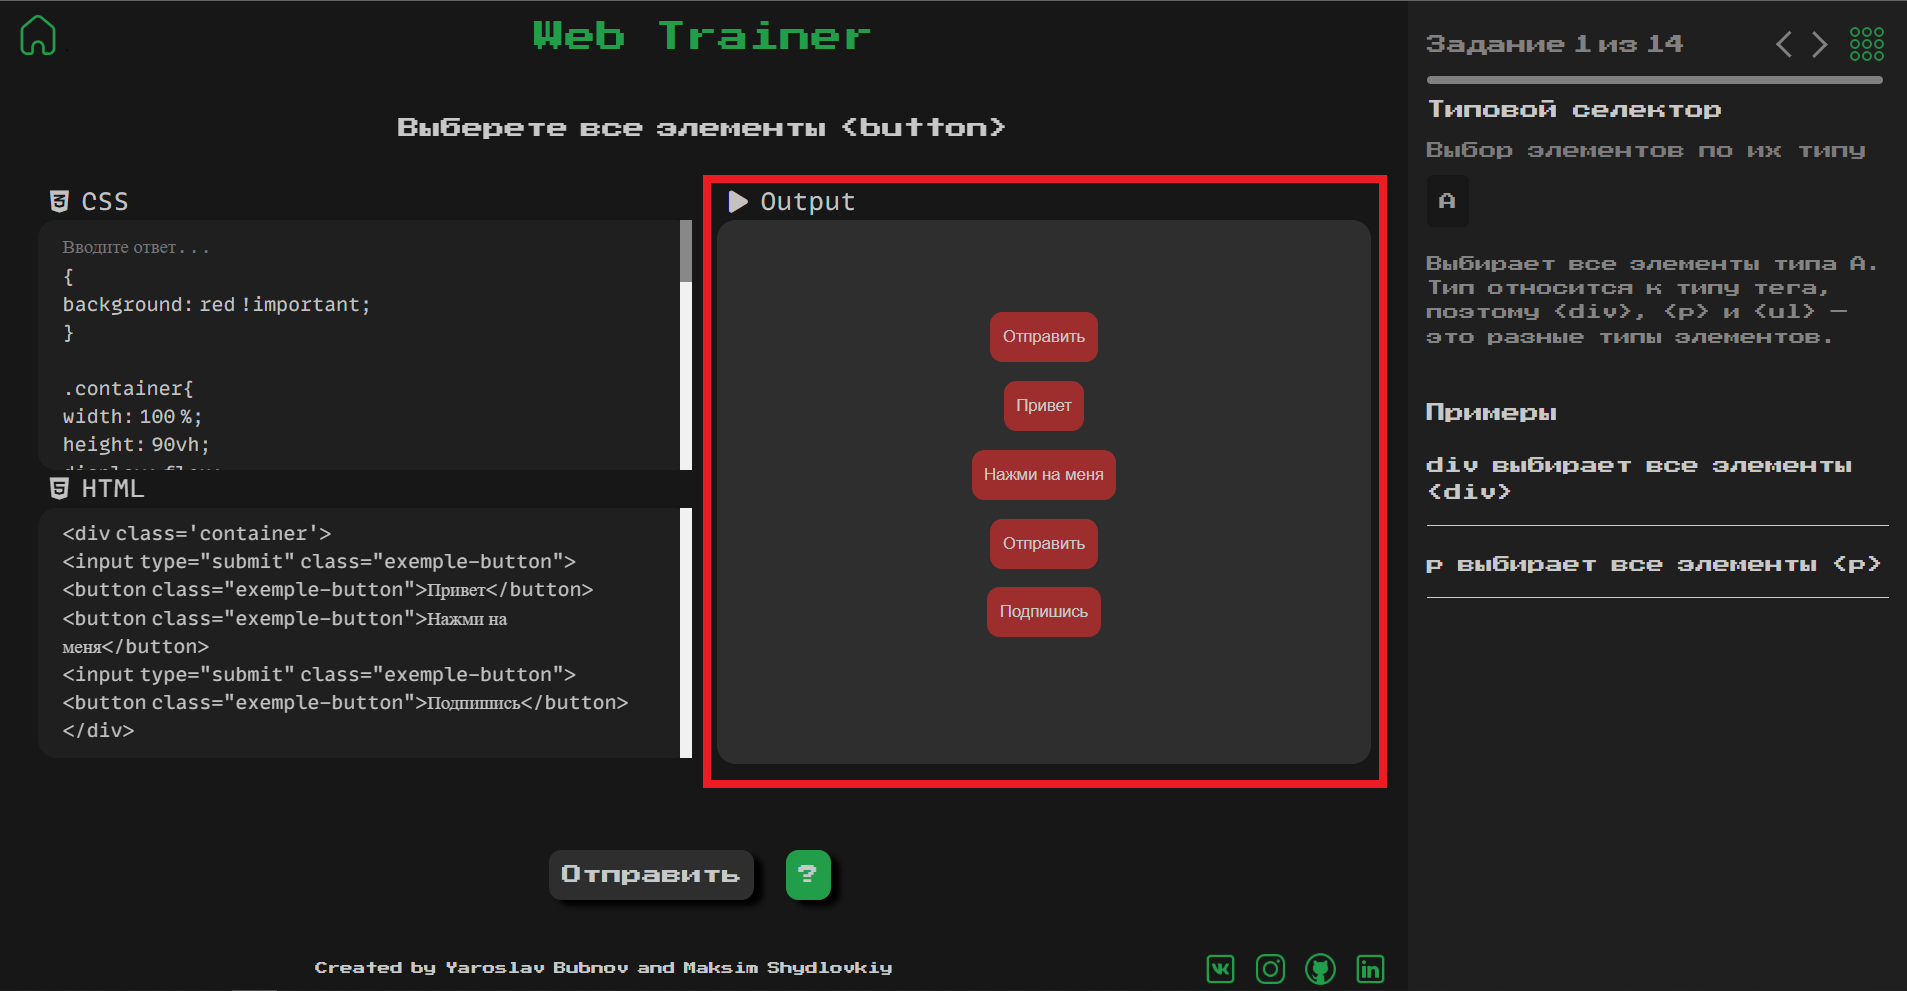 Web Trainer
Выберете все элементы <button>
CSS
Вводите ответ...
{
background: red !important;
}
.container{
width: 100%;
height: 90vh;
HTML
<div class='container'>
<input type="submit" class="exemple-button">
<button class="exemple-button">Привет</button>
<button class="exemple-button">Нажми на
меня</button>
<input type="submit" class="exemple-button">
<button class="exemple-button">Подпишись</button>
</div>
Output
Отправить
Привет
Нажми на меня
Отправить
Подпишись
Отправить
?
Created by Yaroslav Bubnov and Maksim Shydlovkiy
Задание 1 из 14
Типовой селектор
Выбор элементов по их типу
A
Выбирает все элементы типа A.
Тип относится к типу тега,
поэтому <div>, <p> и <ul> —
это разные типы элементов.
Примеры
div выбирает все элементы
<div>
p выбирает все элементы <p>